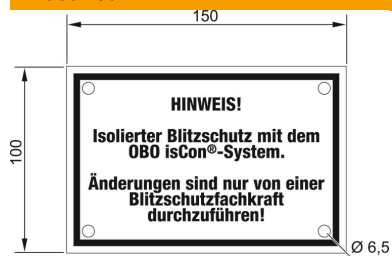 150
100
HINWEIS!
Isolierter Blitzschutz mit dem
OBO isCon®-System.
Änderungen sind nur von einer
Blitzschutzfachkraft
durchzuführen!
Ø 6,5